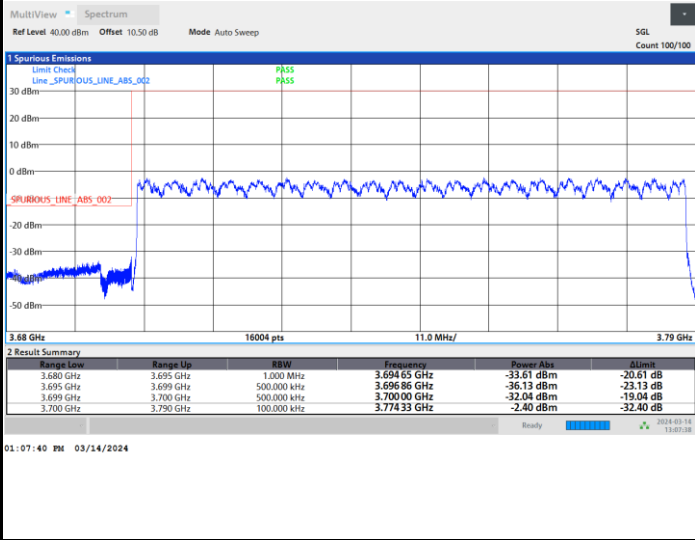 MultiView Spectrum
Ref Level 40.00 dBm Offset 10.50 dB Mode Auto Sweep SGL
Count 100/100
1 Spurious Emissions
Limit Check PASS
Line _SPURIOUS_LINE_ABS_002 PASS
30 dBm
20 dBm
10 dBm
0 dBm
_SPURIOUS_LINE_ABS_002
-20 dBm
-30 dBm
-40 dBm
-50 dBm
3.68 GHz 16004 pts 11.0 MHz/ 3.79 GHz
2 Result Summary
Range Low Range Up RBW Frequency Power Abs ΔLimit
3.680 GHz 3.695 GHz 1.000 MHz 3.694 65 GHz -33.61 dBm -20.61 dB
3.695 GHz 3.699 GHz 500.000 kHz 3.696 86 GHz -36.13 dBm -23.13 dB
3.699 GHz 3.700 GHz 500.000 kHz 3.700 00 GHz -32.04 dBm -19.04 dB
3.700 GHz 3.790 GHz 100.000 kHz 3.774 33 GHz -2.40 dBm -32.40 dB
Ready 2024-03-14
13:07:38
01:07:40 PM 03/14/2024